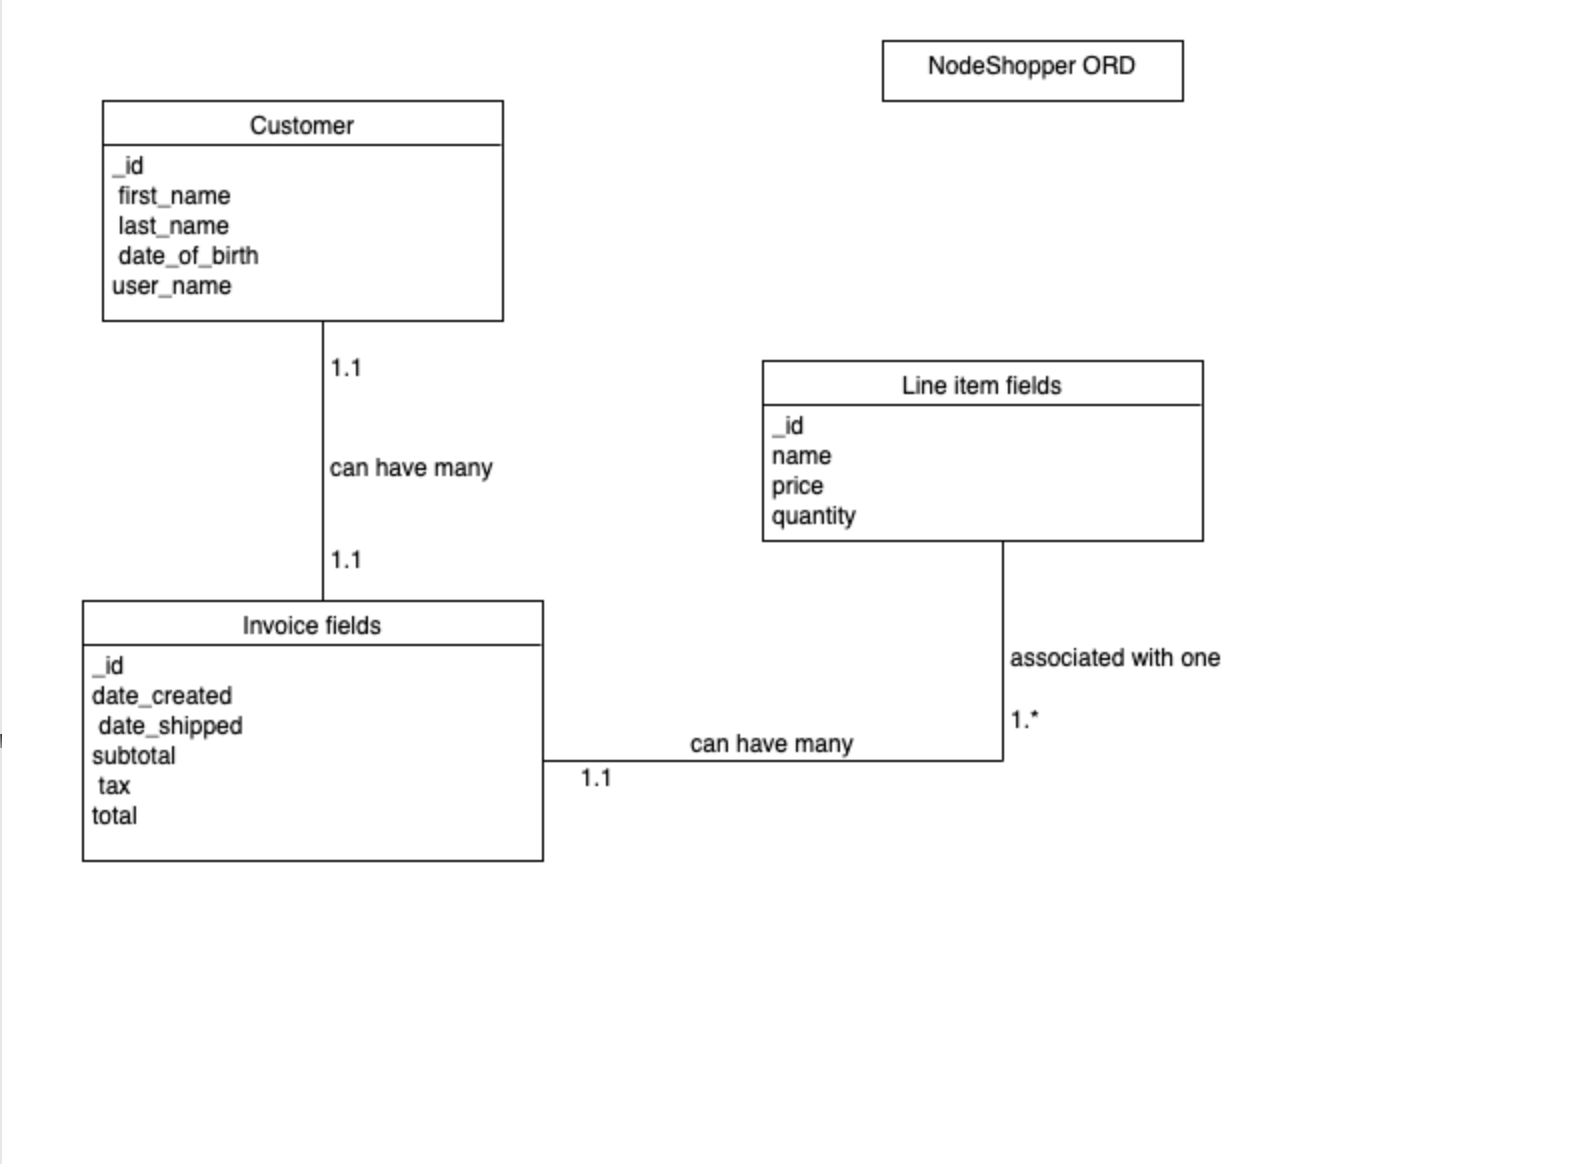 NodeShopper ORD
Customer
_id
first_name
last_name
date_of_birth
user_name
1.1
can have many
1.1
Line item fields
_id
name
price
quantity
Invoice fields
_id
date_created
date_shipped
subtotal
tax
total
associated with one
1.*
can have many
1.1